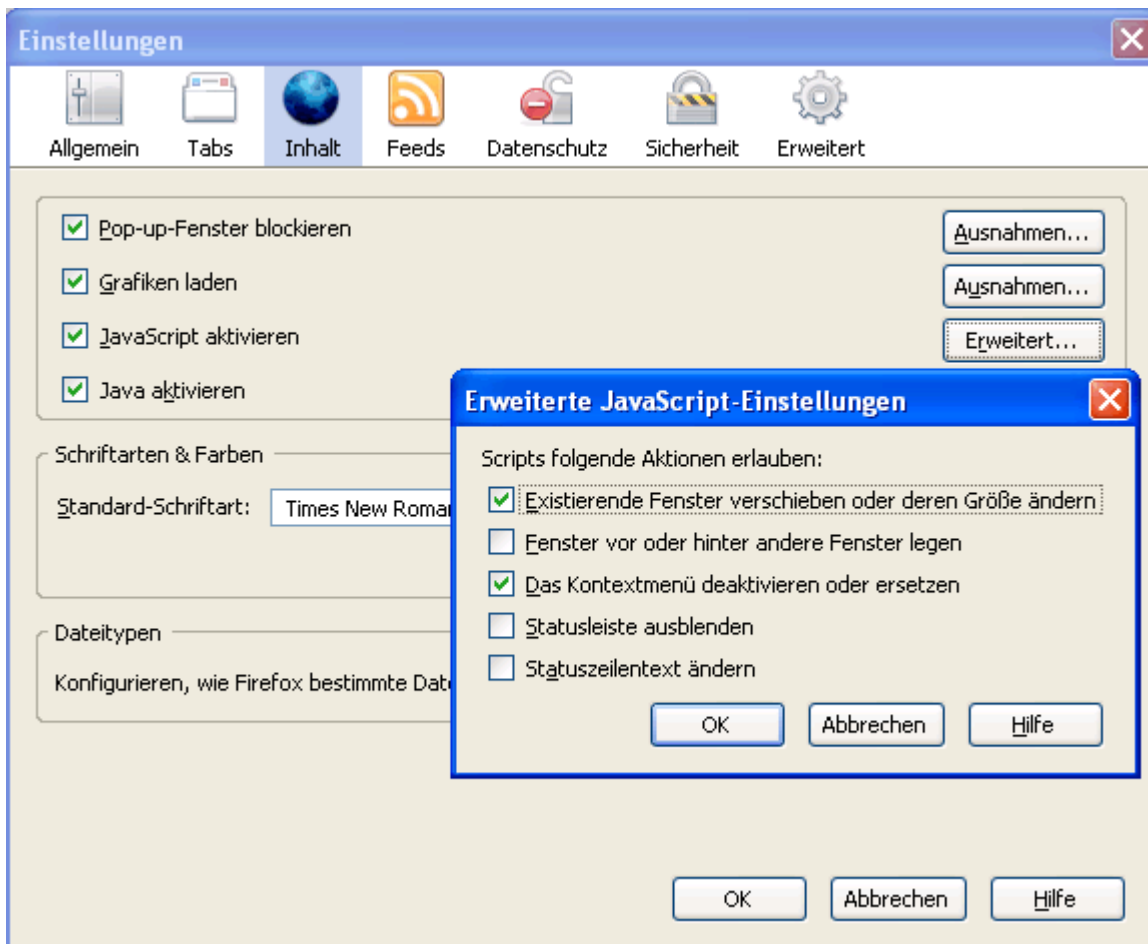 Einstellungen
Allgemein Tabs Inhalt Feeds Datenschutz Sicherheit Erweitert
Pop-up-Fenster blockieren Ausnahmen...
Grafiken laden Ausnahmen...
JavaScript aktivieren Erweitert...
Java aktivieren
Schriftarten & Farben
Standard-Schriftart: Times New Roman
Dateitypen
Konfigurieren, wie Firefox bestimmte
Erweiterte JavaScript-Einstellungen
Scripts folgende Aktionen erlauben:
Existierende Fenster verschieben oder deren Größe ändern
Fenster vor oder hinter andere Fenster legen
Das Kontextmenü deaktivieren oder ersetzen
Statusleiste ausblenden
Statuszeilentext ändern
OK Abbrechen Hilfe
OK Abbrechen Hilfe